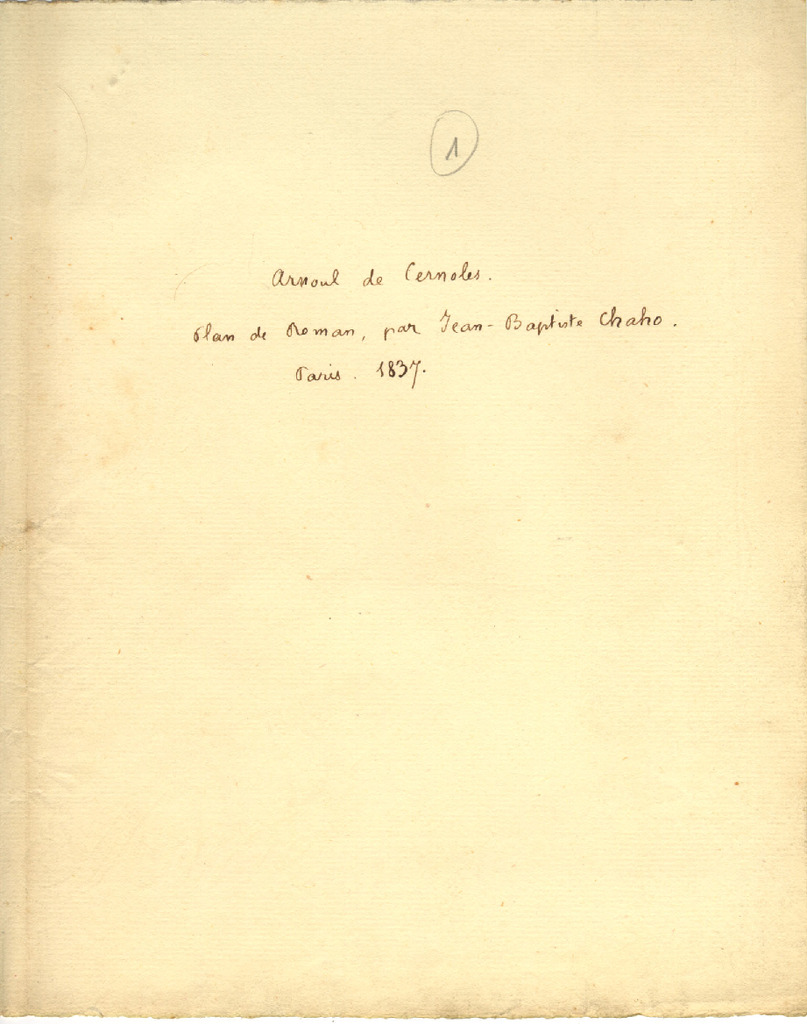 1
Arnoul de Cernoles.
Plan de Roman, par Jean-Baptiste Chaho.
Paris. 1837.